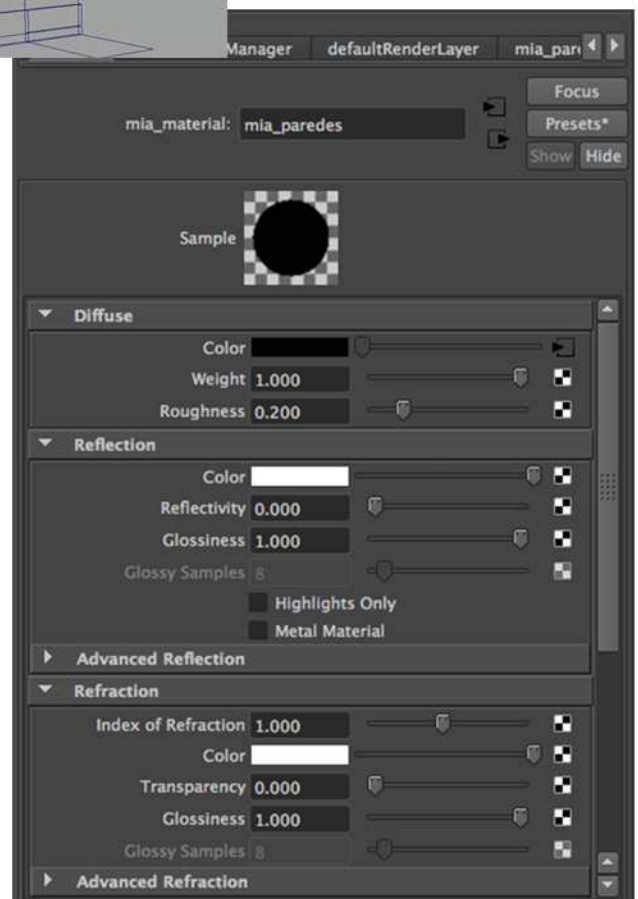 Manager defaultRenderLayer
Focus
mia_material: mia_paredes
Presets*
Show Hide
Sample
Diffuse
Color
Weight 1.000
Roughness 0.200
Reflection
Color
Reflectivity 0.000
Glossiness 1.000
Glossy Samples 8
Highlights Only
Metal Material
Advanced Reflection
Refraction
Index of Refraction 1.000
Color
Transparency 0.000
Glossiness 1.000
Glossy Samples 8
Advanced Refraction